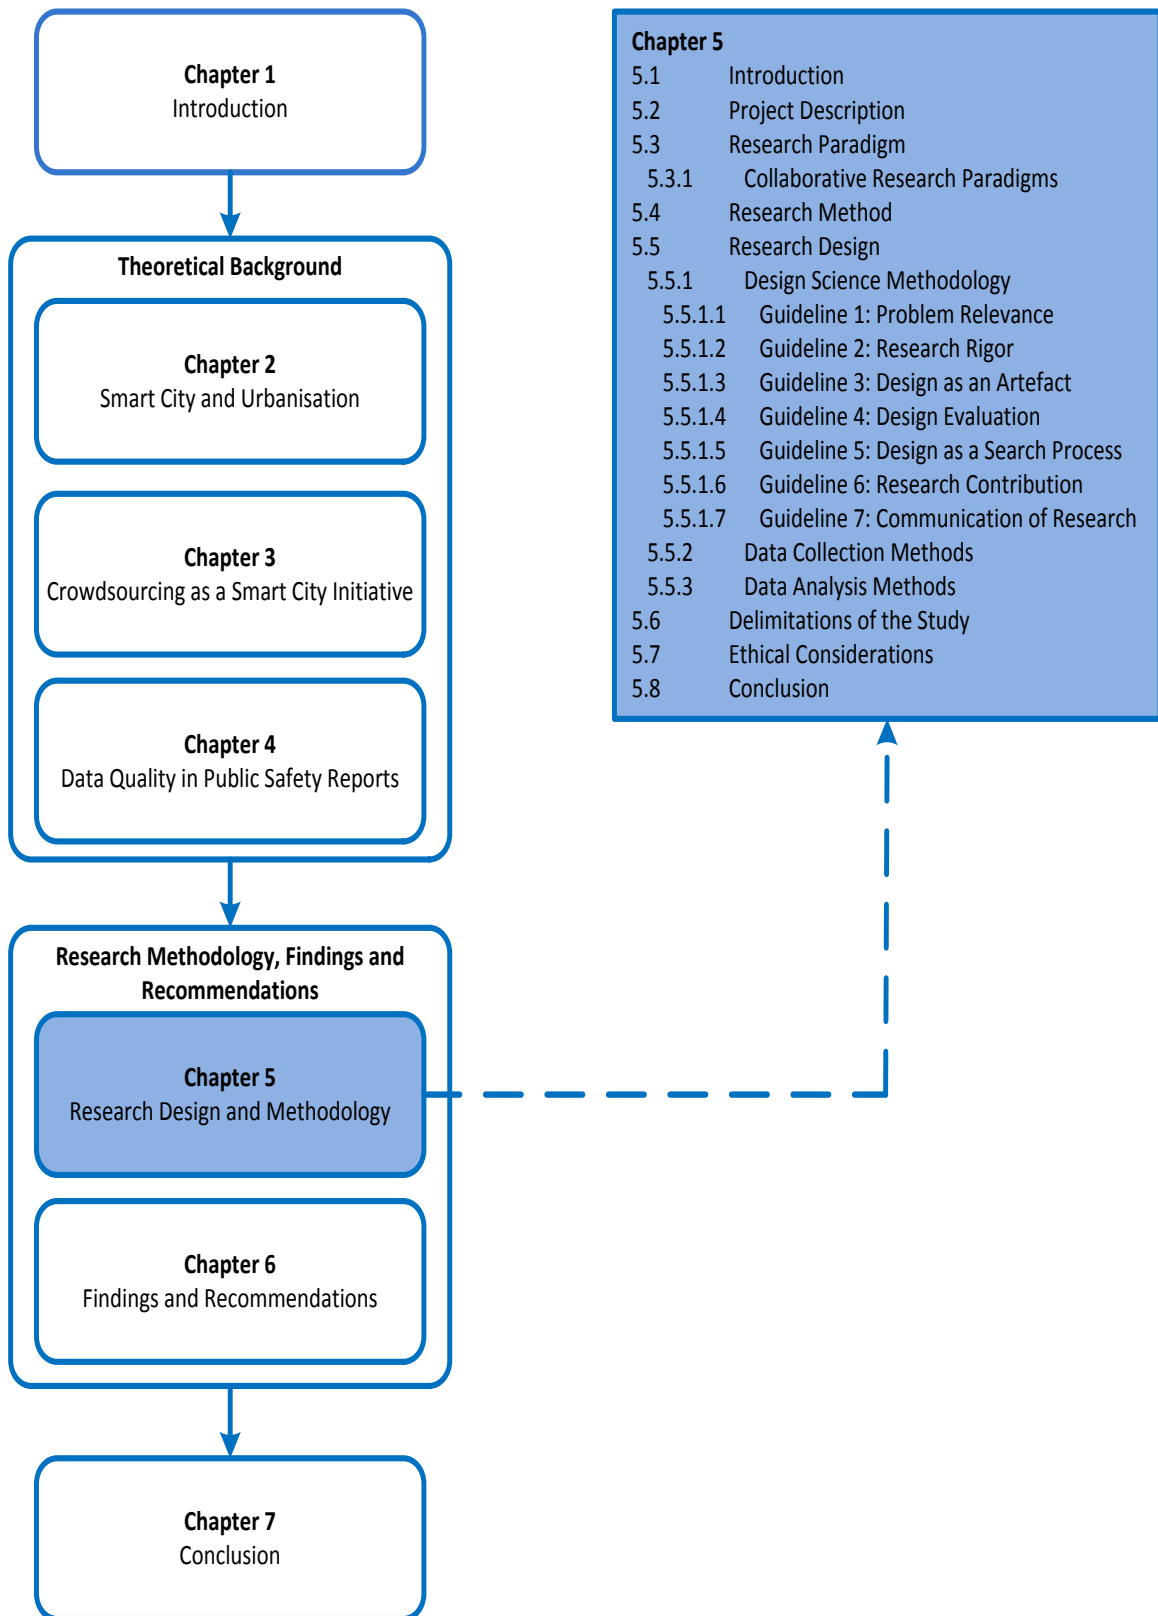 Chapter 1
Introduction
Theoretical Background
Chapter 2
Smart City and Urbanisation
Chapter 3
Crowdsourcing as a Smart City Initiative
Chapter 4
Data Quality in Public Safety Reports
Research Methodology, Findings and
Recommendations
Chapter 5
Research Design and Methodology
Chapter 6
Findings and Recommendations
Chapter 7
Conclusion
Chapter 5
5.1 Introduction
5.2 Project Description
5.3 Research Paradigm
5.3.1 Collaborative Research Paradigms
5.4 Research Method
5.5 Research Design
5.5.1 Design Science Methodology
5.5.1.1 Guideline 1: Problem Relevance
5.5.1.2 Guideline 2: Research Rigor
5.5.1.3 Guideline 3: Design as an Artefact
5.5.1.4 Guideline 4: Design Evaluation
5.5.1.5 Guideline 5: Design as a Search Process
5.5.1.6 Guideline 6: Research Contribution
5.5.1.7 Guideline 7: Communication of Research
5.5.2 Data Collection Methods
5.5.3 Data Analysis Methods
5.6 Delimitations of the Study
5.7 Ethical Considerations
5.8 Conclusion